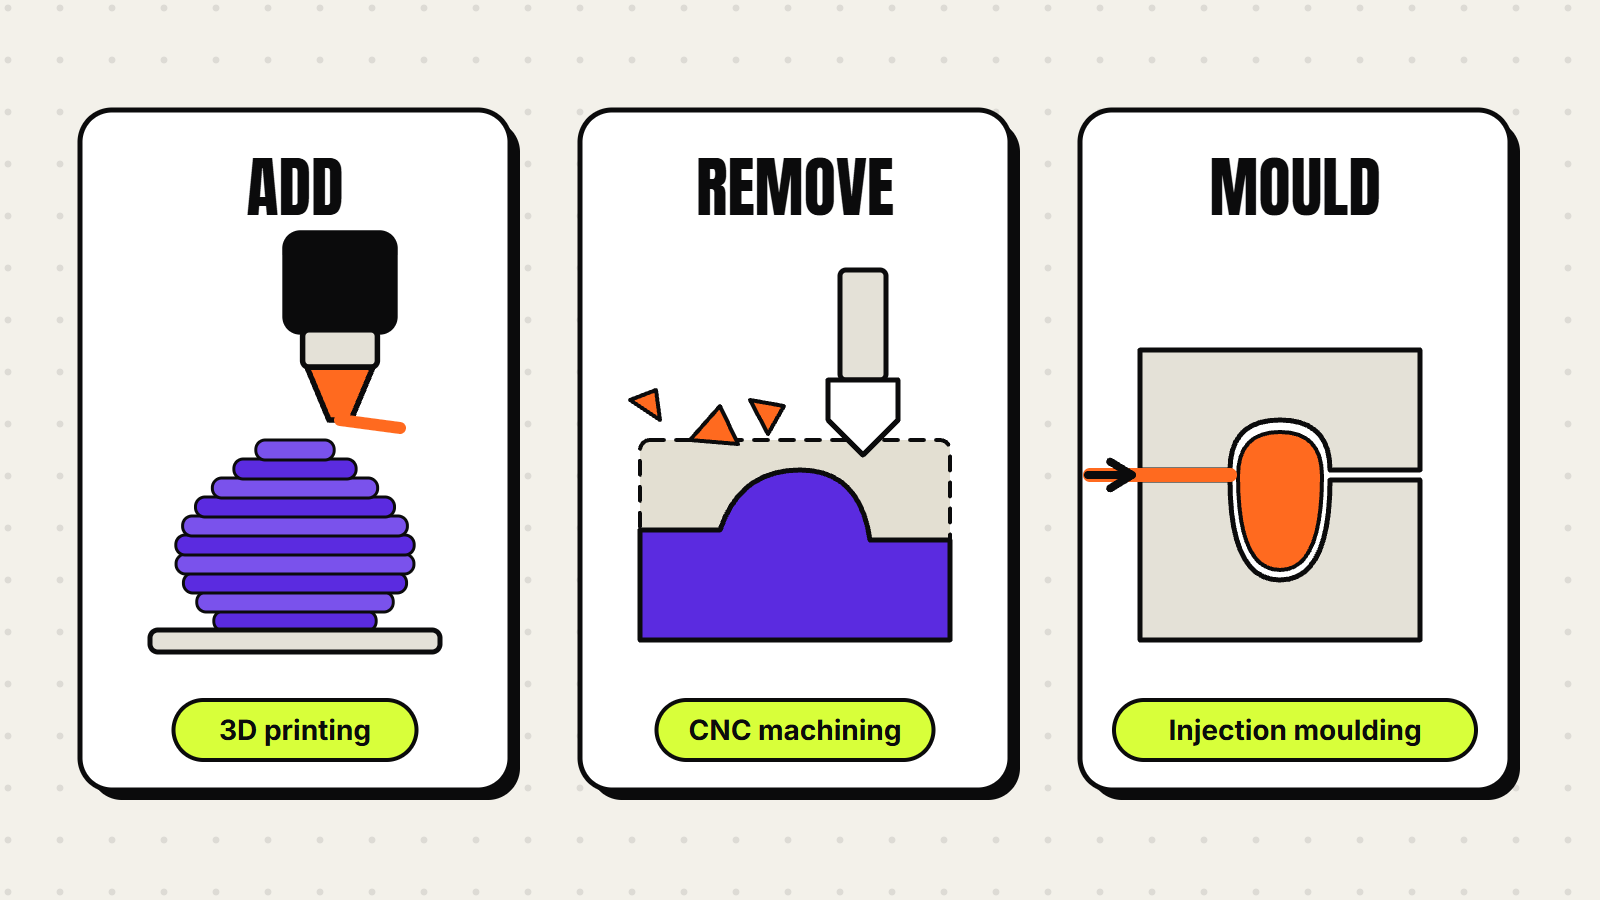 ADD
REMOVE
MOULD
3D printing
CNC machining
Injection moulding